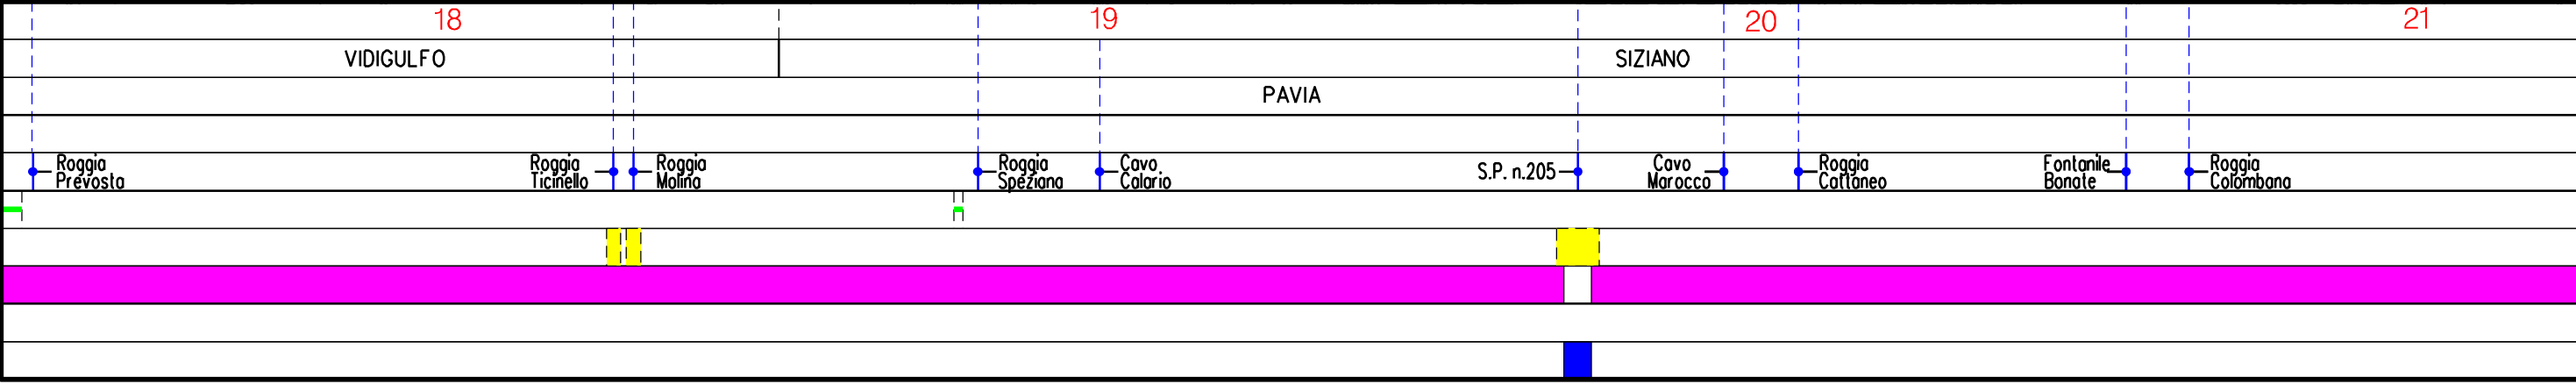 18 19 20 21
VIDIGULFO SIZIANO
PAVIA
Roggia Roggia Roggia Roggia Cavo S.P. n.205 Cavo Roggia Fontanile Roggia
Prevosta Ticinello Molina Speziana Calario Marocco Cattaneo Bonate Colombana